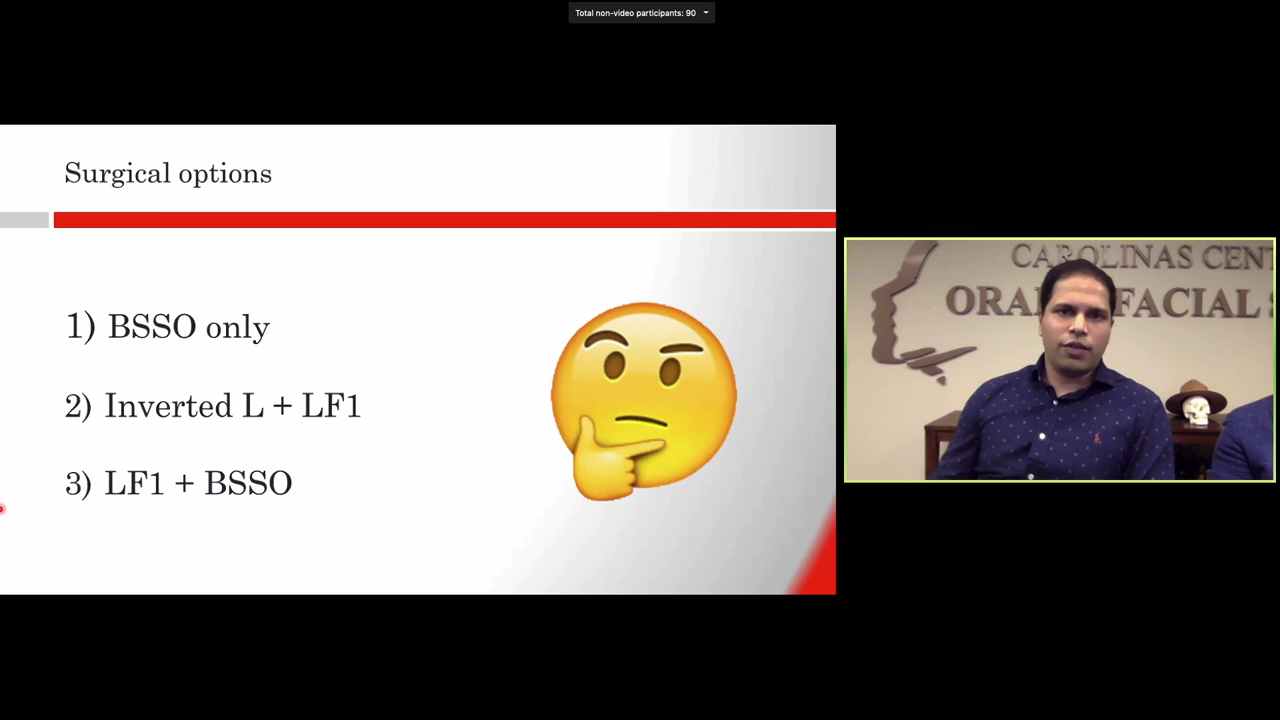 Total non-video participants: 90
Surgical options
1) BSSO only
2) Inverted L + LF1
3) LF1 + BSSO
CAROLINAS CENT
ORAL FACIAL S